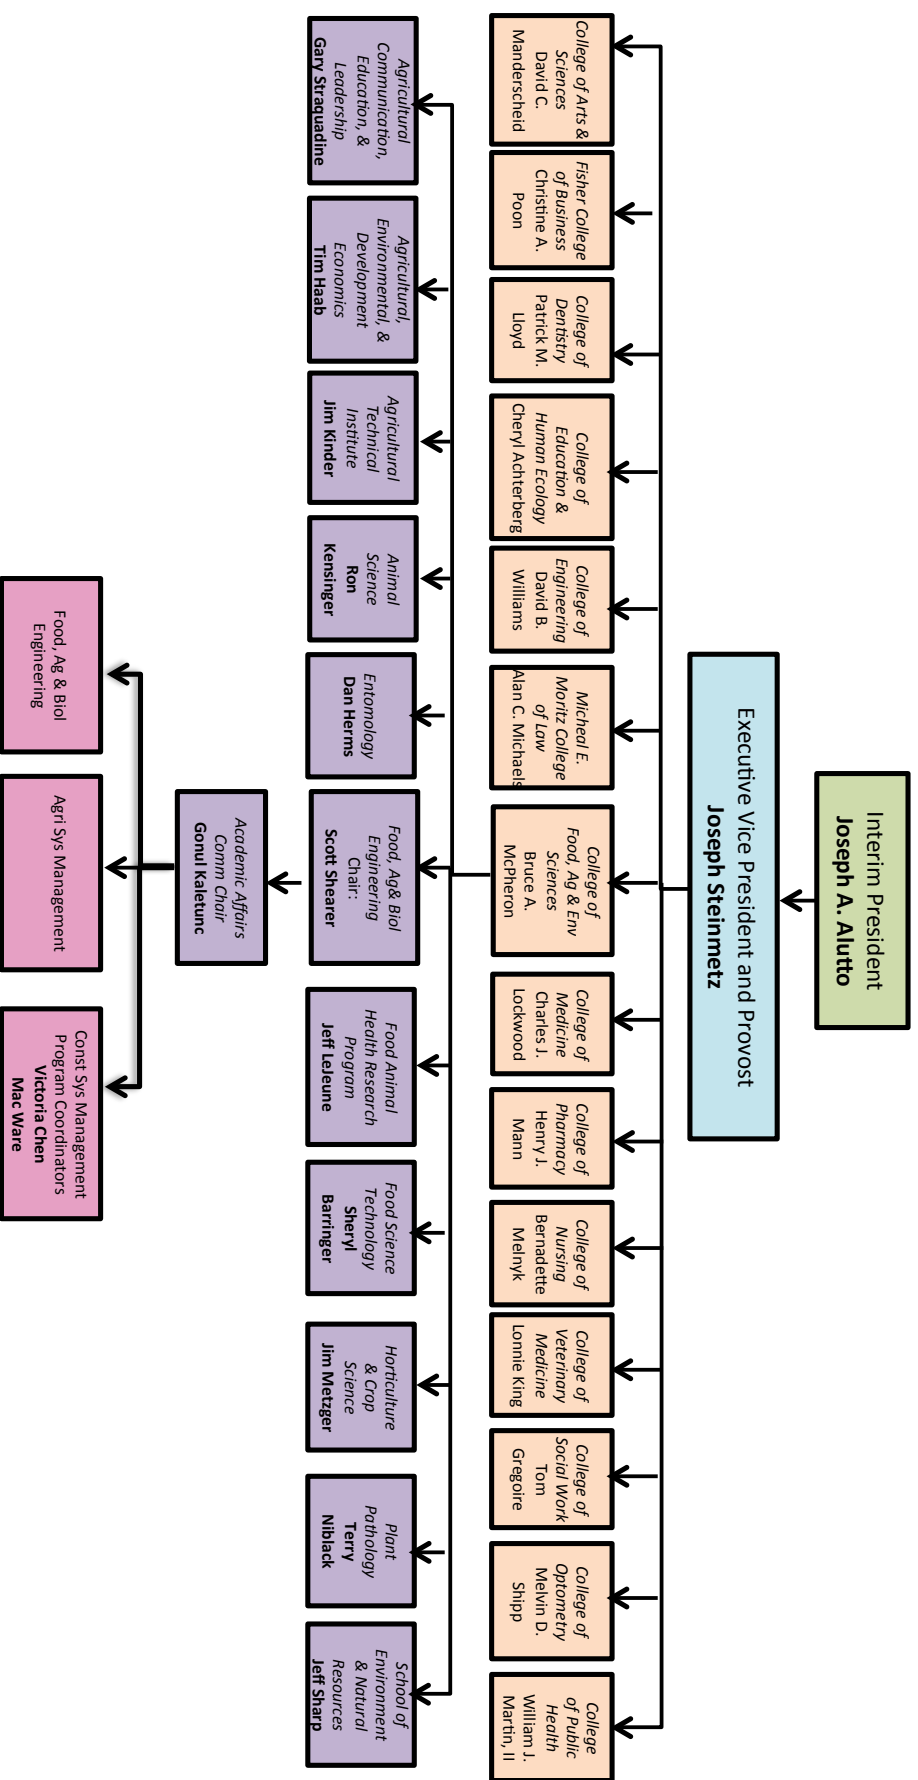 Interim President
Joseph A. Alutto
Executive Vice President and Provost
Joseph Steinmetz
College of Arts &
Sciences
David C.
Manderscheid
Fisher College
of Business
Christine A.
Poon
College of
Dentistry
Patrick M.
Lloyd
College of
Education &
Human Ecology
Cheryl Achterberg
College of
Engineering
David B.
Williams
Micheal E.
Moritz College
of Law
Alan C. Michaels
College of
Food, Ag & Env
Sciences
Bruce A.
McPheron
College of
Medicine
Charles J.
Lockwood
College of
Pharmacy
Henry J.
Mann
College of
Nursing
Bernadette
Melnyk
College of
Veterinary
Medicine
Lonnie King
College of
Social Work
Tom
Gregoire
College of
Optometry
Melvin D.
Shipp
College
of Public
Health
William J.
Martin, II
Agricultural
Communication,
Education, &
Leadership
Gary Straquadine
Agricultural,
Environmental, &
Development
Economics
Tim Haab
Agricultural
Technical
Institute
Jim Kinder
Animal
Science
Ron
Kensinger
Entomology
Dan Herms
Food, Ag& Biol
Engineering
Chair:
Scott Shearer
Food Animal
Health Research
Program
Jeff LeJeune
Food Science
Technology
Sheryl
Barringer
Horticulture
& Crop
Science
Jim Metzger
Plant
Pathology
Terry
Niblack
School of
Environment
& Natural
Resources
Jeff Sharp
Academic Affairs
Comm Chair
Gonul Kaletunc
Food, Ag & Biol
Engineering
Agri Sys Management
Const Sys Management
Program Coordinators
Victoria Chen
Mac Ware